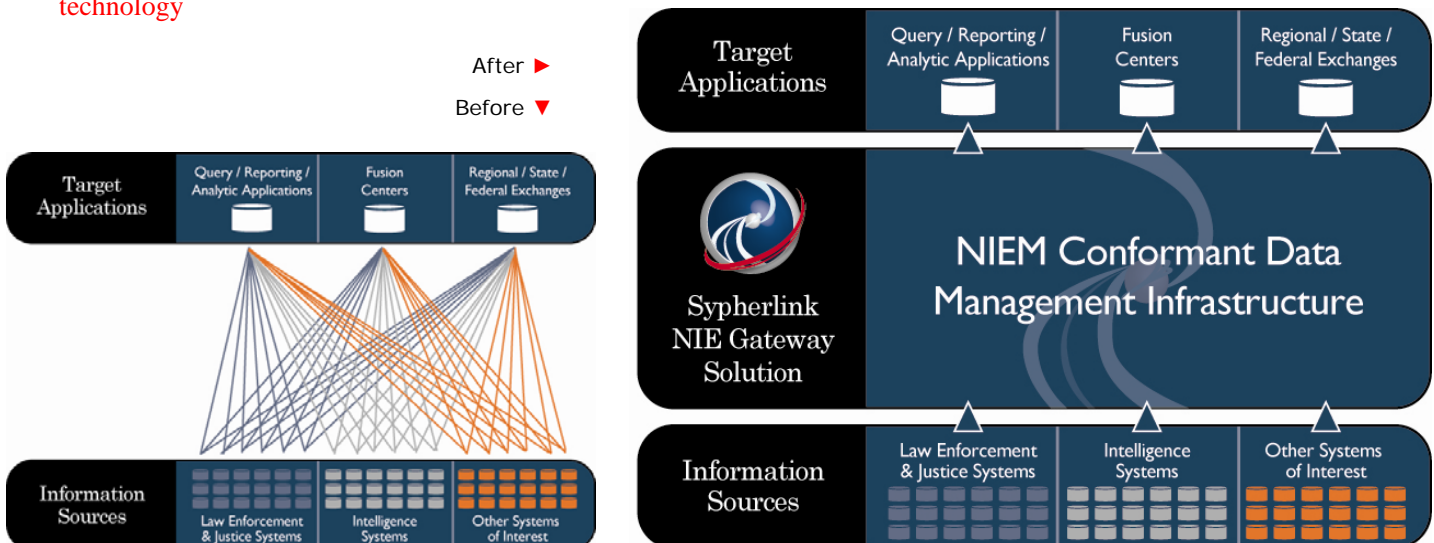 technology
After ►
Before ▼
Target
Applications
Query / Reporting /
Analytic Applications
Fusion
Centers
Regional / State /
Federal Exchanges
Information
Sources
Law Enforcement
& Justice Systems
Intelligence
Systems
Other Systems
of Interest
Target
Applications
Query / Reporting /
Analytic Applications
Fusion
Centers
Regional / State /
Federal Exchanges
Sypherlink
NIE Gateway
Solution
NIEM Conformant Data
Management Infrastructure
Information
Sources
Law Enforcement
& Justice Systems
Intelligence
Systems
Other Systems
of Interest